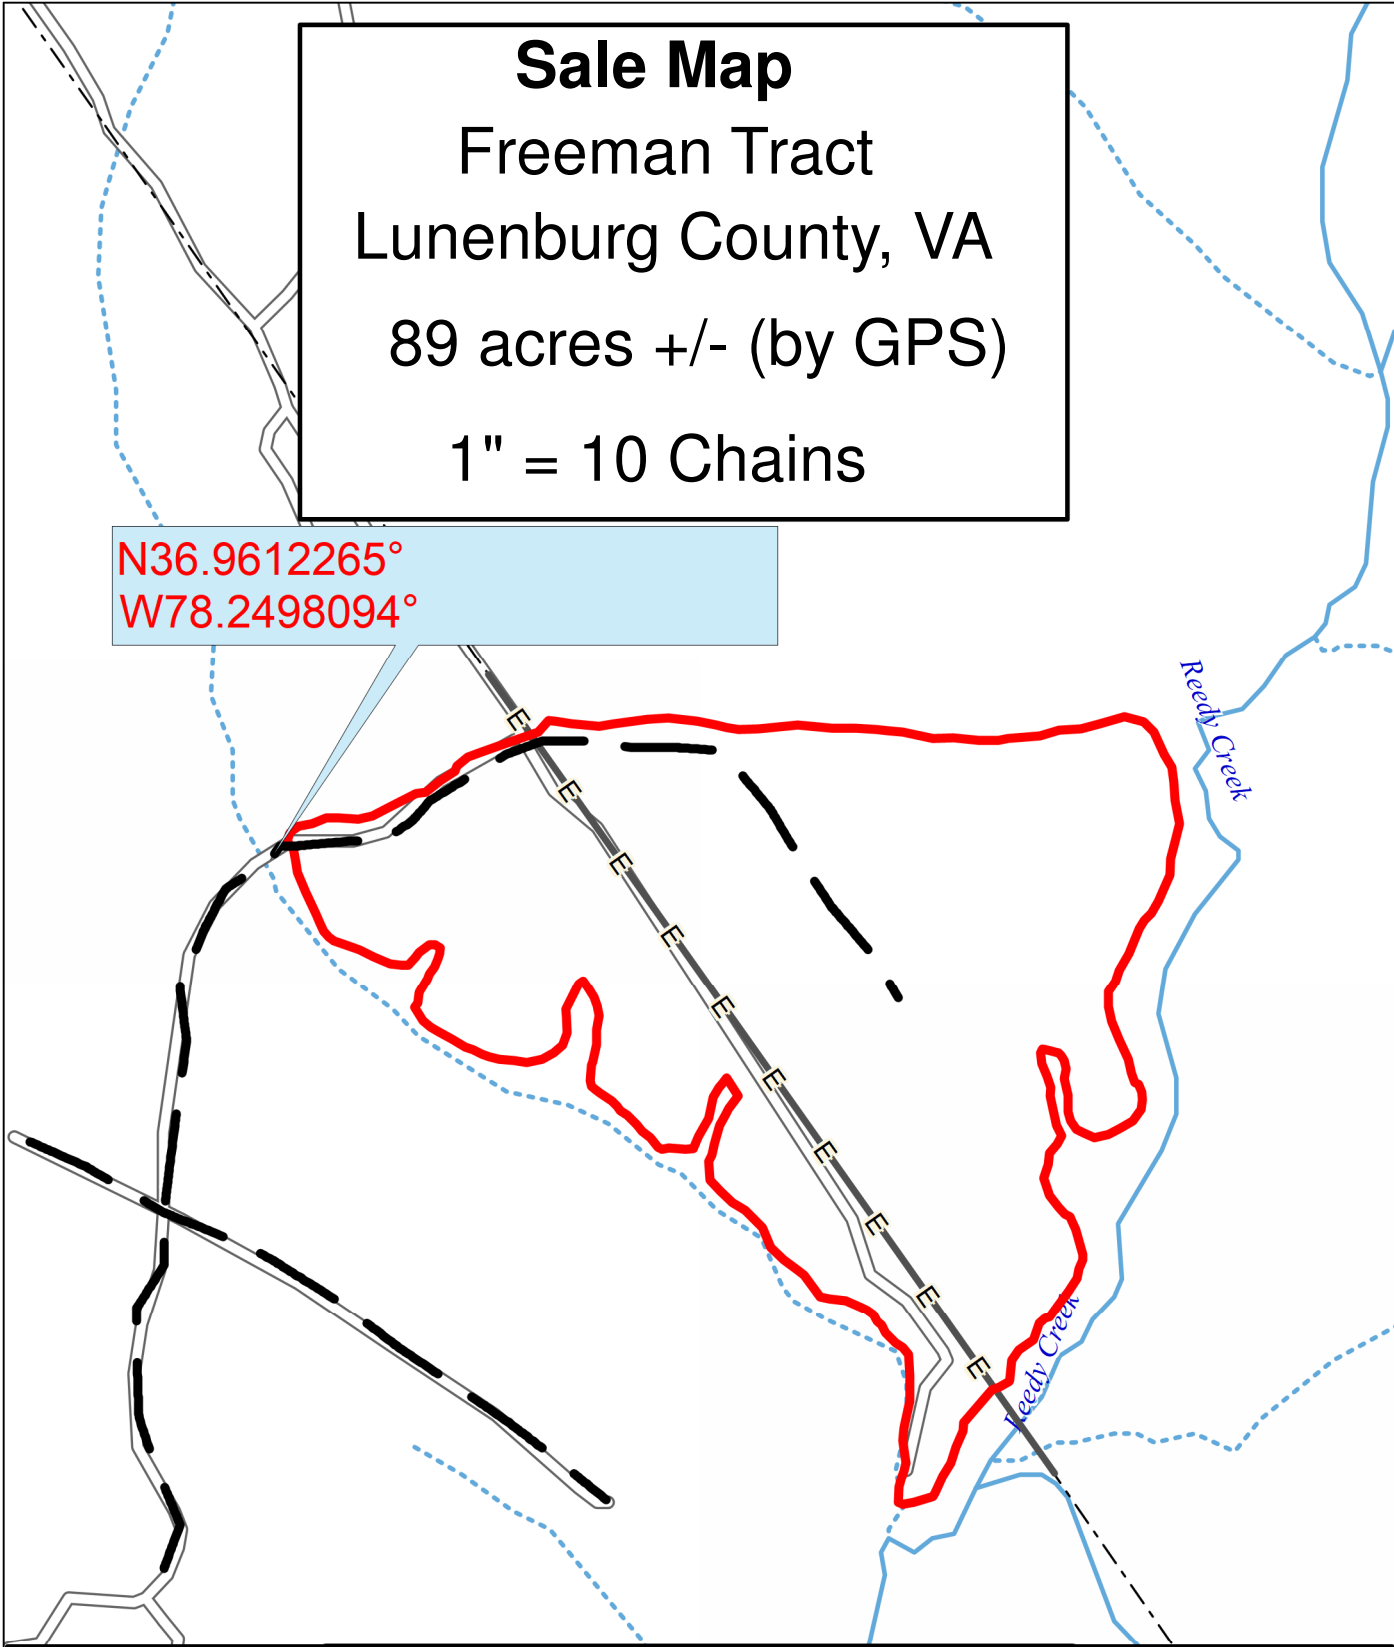 Sale Map
Freeman Tract
Lunenburg County, VA
89 acres +/- (by GPS)
1" = 10 Chains
N36.9612265°
W78.2498094°
Reedy Creek
E
E
E
E
E
E
E
E
E
E
Reedy Creek